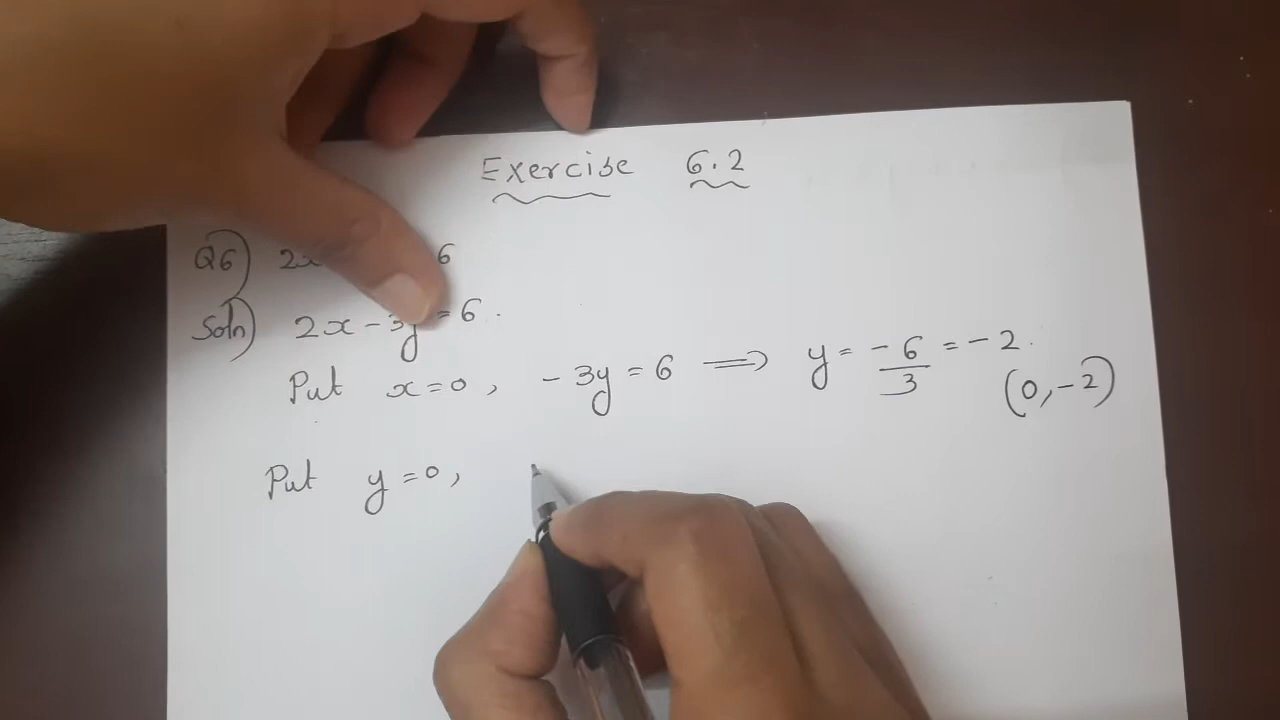 Exercise 6.2
Q6) 2x 6
Soln) 2x - 3y = 6.
Put x=0, -3y = 6 ⟹ y = -6/3 = -2.
(0, -2)
Put y=0,